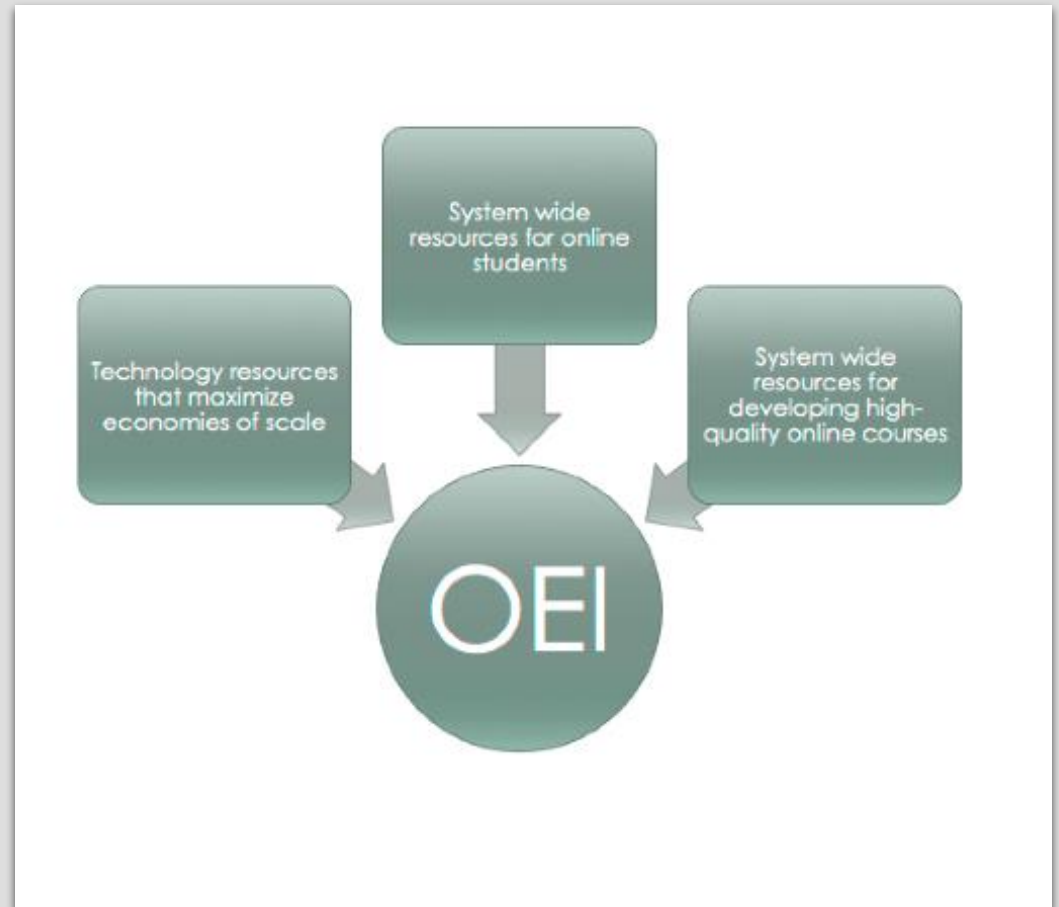 System wide
resources for online
students
Technology resources
that maximize
economies of scale
System wide
resources for
developing high-
quality online courses
OEI